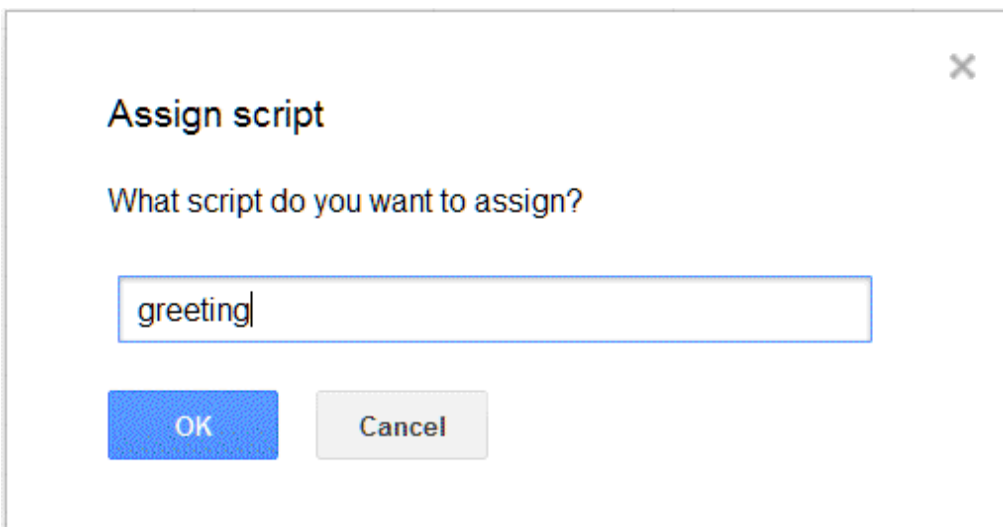 Assign script
What script do you want to assign?
greeting
OK
Cancel